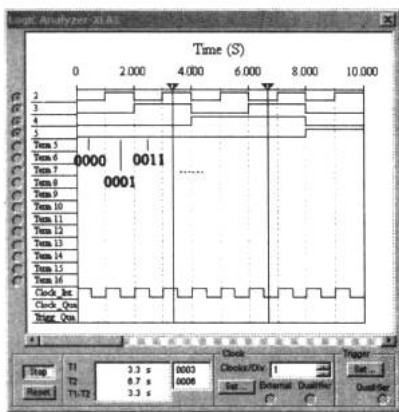 Logic Analyzer-XLA1
Time (S)
0 2.000 4.000 6.000 8.000 10.000
2
3
4
5
Term 5
Term 6
0000 0011
Term 7
Term 8
0001
Term 9
Term 10
Term 11
Term 12
Term 13
Term 14
Term 15
Term 16
Clock_Int
Clock_Qua
Trigg_Qua
Clock Trigger
Stop T1 3.3 s 0003 Clocks/Div 1 Set...
T2 6.7 s 0006
Reset T1-T2 3.3 s Set... External Qualifier Qualifier